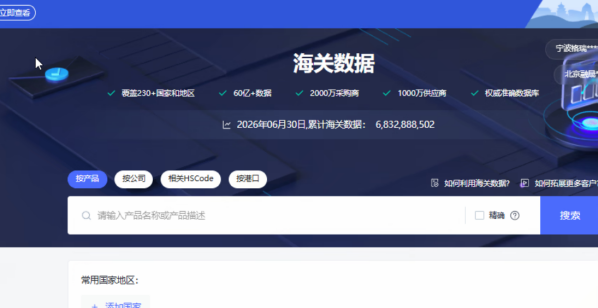 立即查看
海关数据
宁波格瑞***
北京融晟*
覆盖230+国家和地区 60亿+数据 2000万采购商 1000万供应商 权威准确数据库
2026年06月30日,累计海关数据： 6,832,888,502
按产品 按公司 相关HSCode 按港口 如何利用海关数据? 如何拓展更多客户
请输入产品名称或产品描述 精确 搜索
常用国家地区：
+ 添加国家